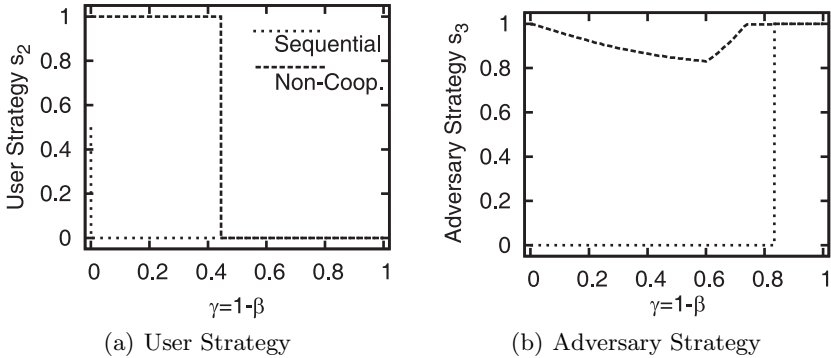 User Strategy s2
1
0.8
0.6
0.4
0.2
0
Sequential
Non-Coop.
0 0.2 0.4 0.6 0.8 1
γ=1-β
(a) User Strategy
Adversary Strategy s3
1
0.8
0.6
0.4
0.2
0
0 0.2 0.4 0.6 0.8 1
γ=1-β
(b) Adversary Strategy